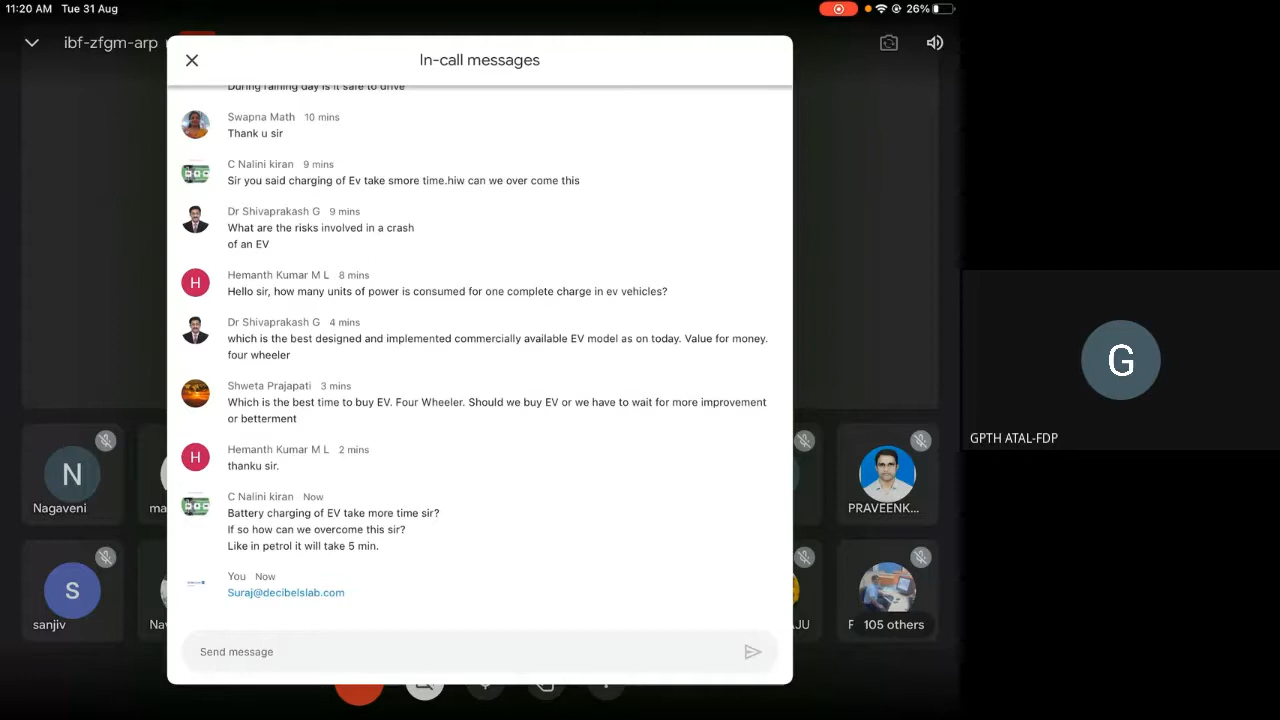 11:20 AM Tue 31 Aug
26%
ibf-zfgm-arp
In-call messages
During raining day is it safe to drive
Swapna Math 10 mins
Thank u sir
C Nalini kiran 9 mins
Sir you said charging of Ev take smore time.hiw can we over come this
Dr Shivaprakash G 9 mins
What are the risks involved in a crash
of an EV
H
Hemanth Kumar M L 8 mins
Hello sir, how many units of power is consumed for one complete charge in ev vehicles?
Dr Shivaprakash G 4 mins
which is the best designed and implemented commercially available EV model as on today. Value for money.
four wheeler
Shweta Prajapati 3 mins
Which is the best time to buy EV. Four Wheeler. Should we buy EV or we have to wait for more improvement
or betterment
H
Hemanth Kumar M L 2 mins
thanku sir.
C Nalini kiran Now
Battery charging of EV take more time sir?
If so how can we overcome this sir?
Like in petrol it will take 5 min.
You Now
Suraj@decibelslab.com
Send message
N
Nagaveni
ma
PRAVEENK...
S
sanjiv
Nav
AJU
F 105 others
G
GPTH ATAL-FDP